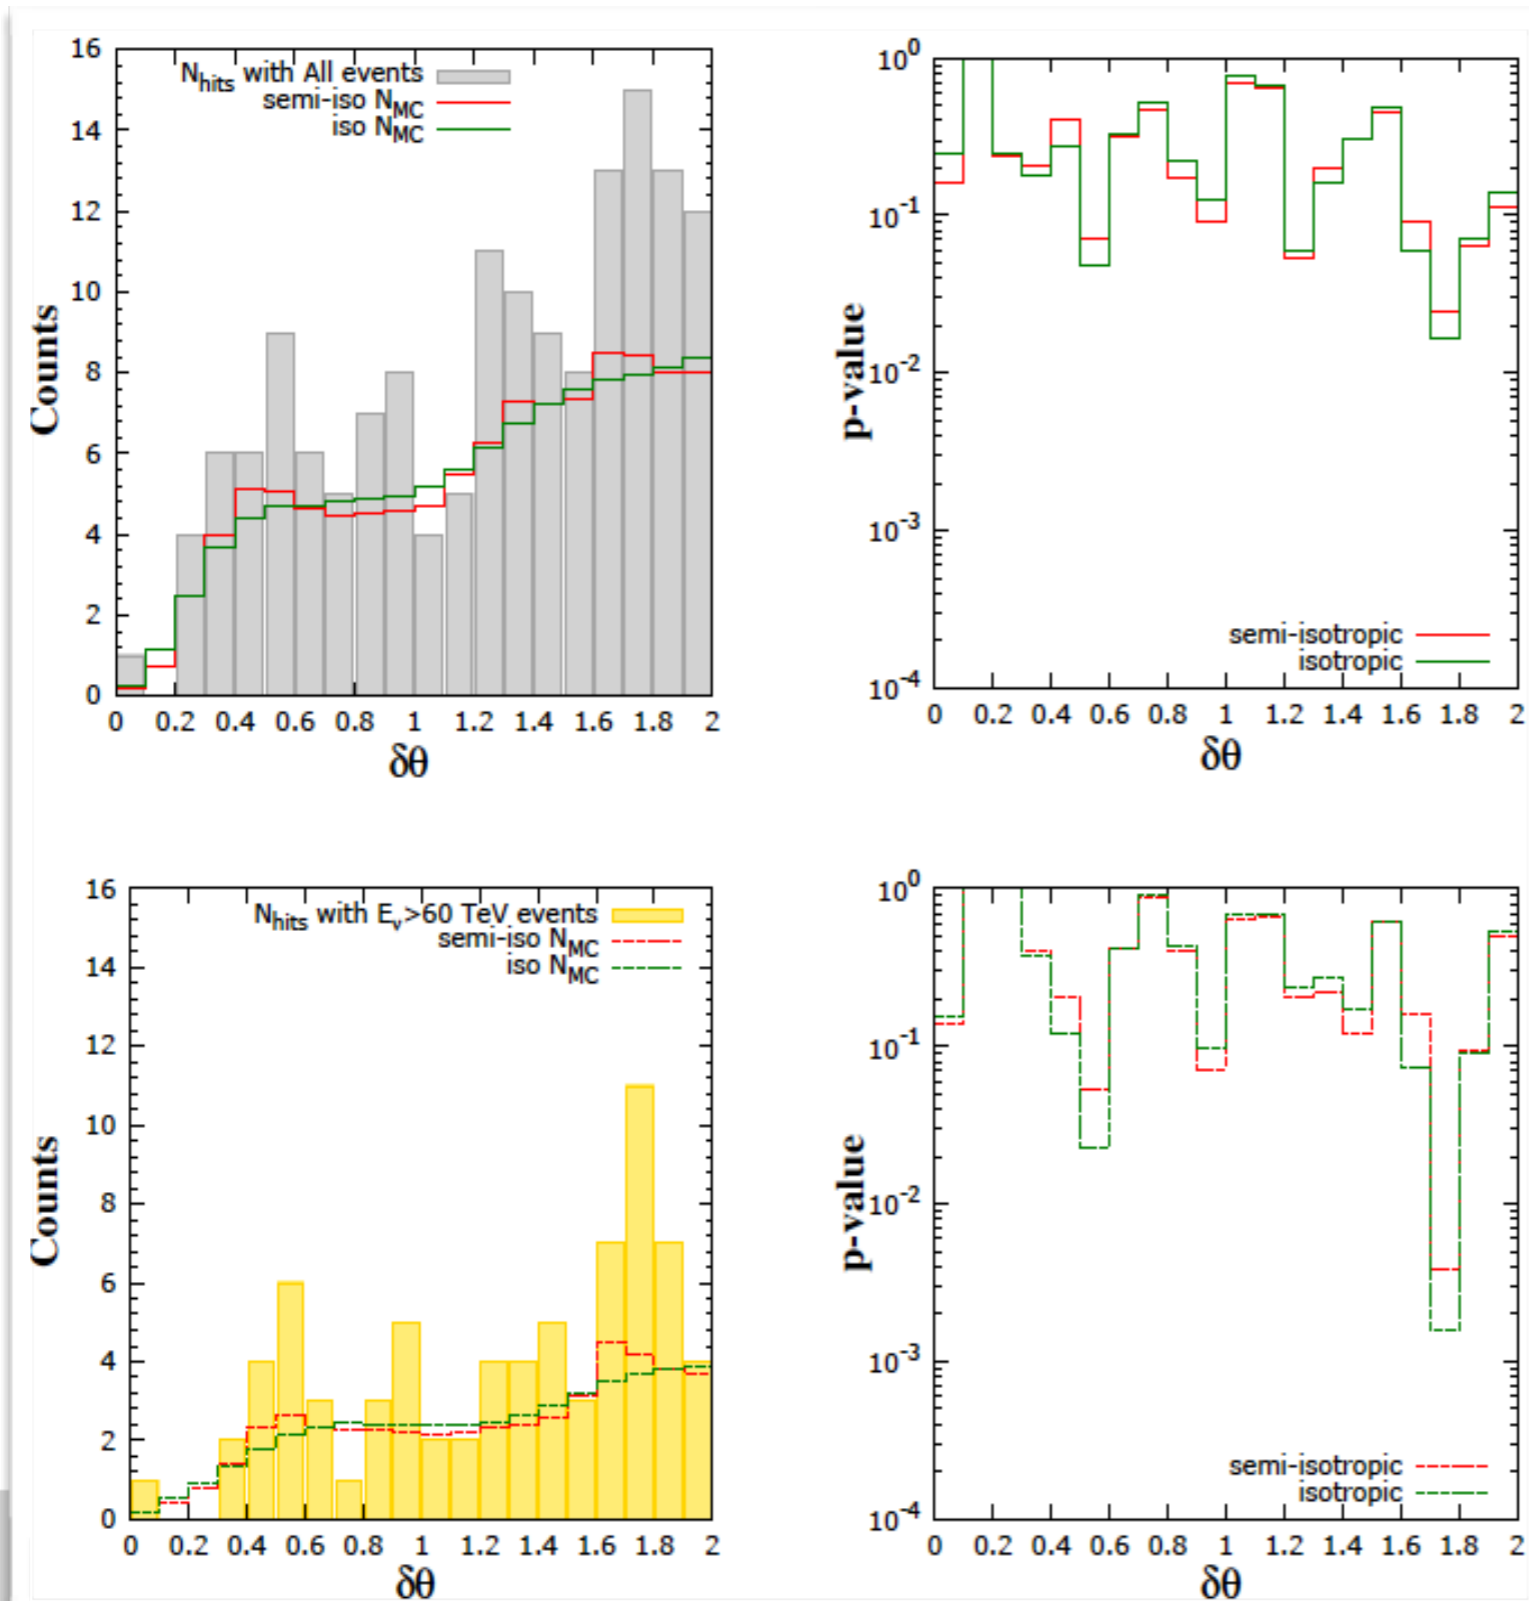 N_hits with All events
semi-iso N_MC
iso N_MC
Counts
16
14
12
10
8
6
4
2
0
0 0.2 0.4 0.6 0.8 1 1.2 1.4 1.6 1.8 2
δθ
p-value
10^0
10^-1
10^-2
10^-3
10^-4
semi-isotropic
isotropic
0 0.2 0.4 0.6 0.8 1 1.2 1.4 1.6 1.8 2
δθ
N_hits with E_ν>60 TeV events
semi-iso N_MC
iso N_MC
Counts
16
14
12
10
8
6
4
2
0
0 0.2 0.4 0.6 0.8 1 1.2 1.4 1.6 1.8 2
δθ
p-value
10^0
10^-1
10^-2
10^-3
10^-4
semi-isotropic
isotropic
0 0.2 0.4 0.6 0.8 1 1.2 1.4 1.6 1.8 2
δθ